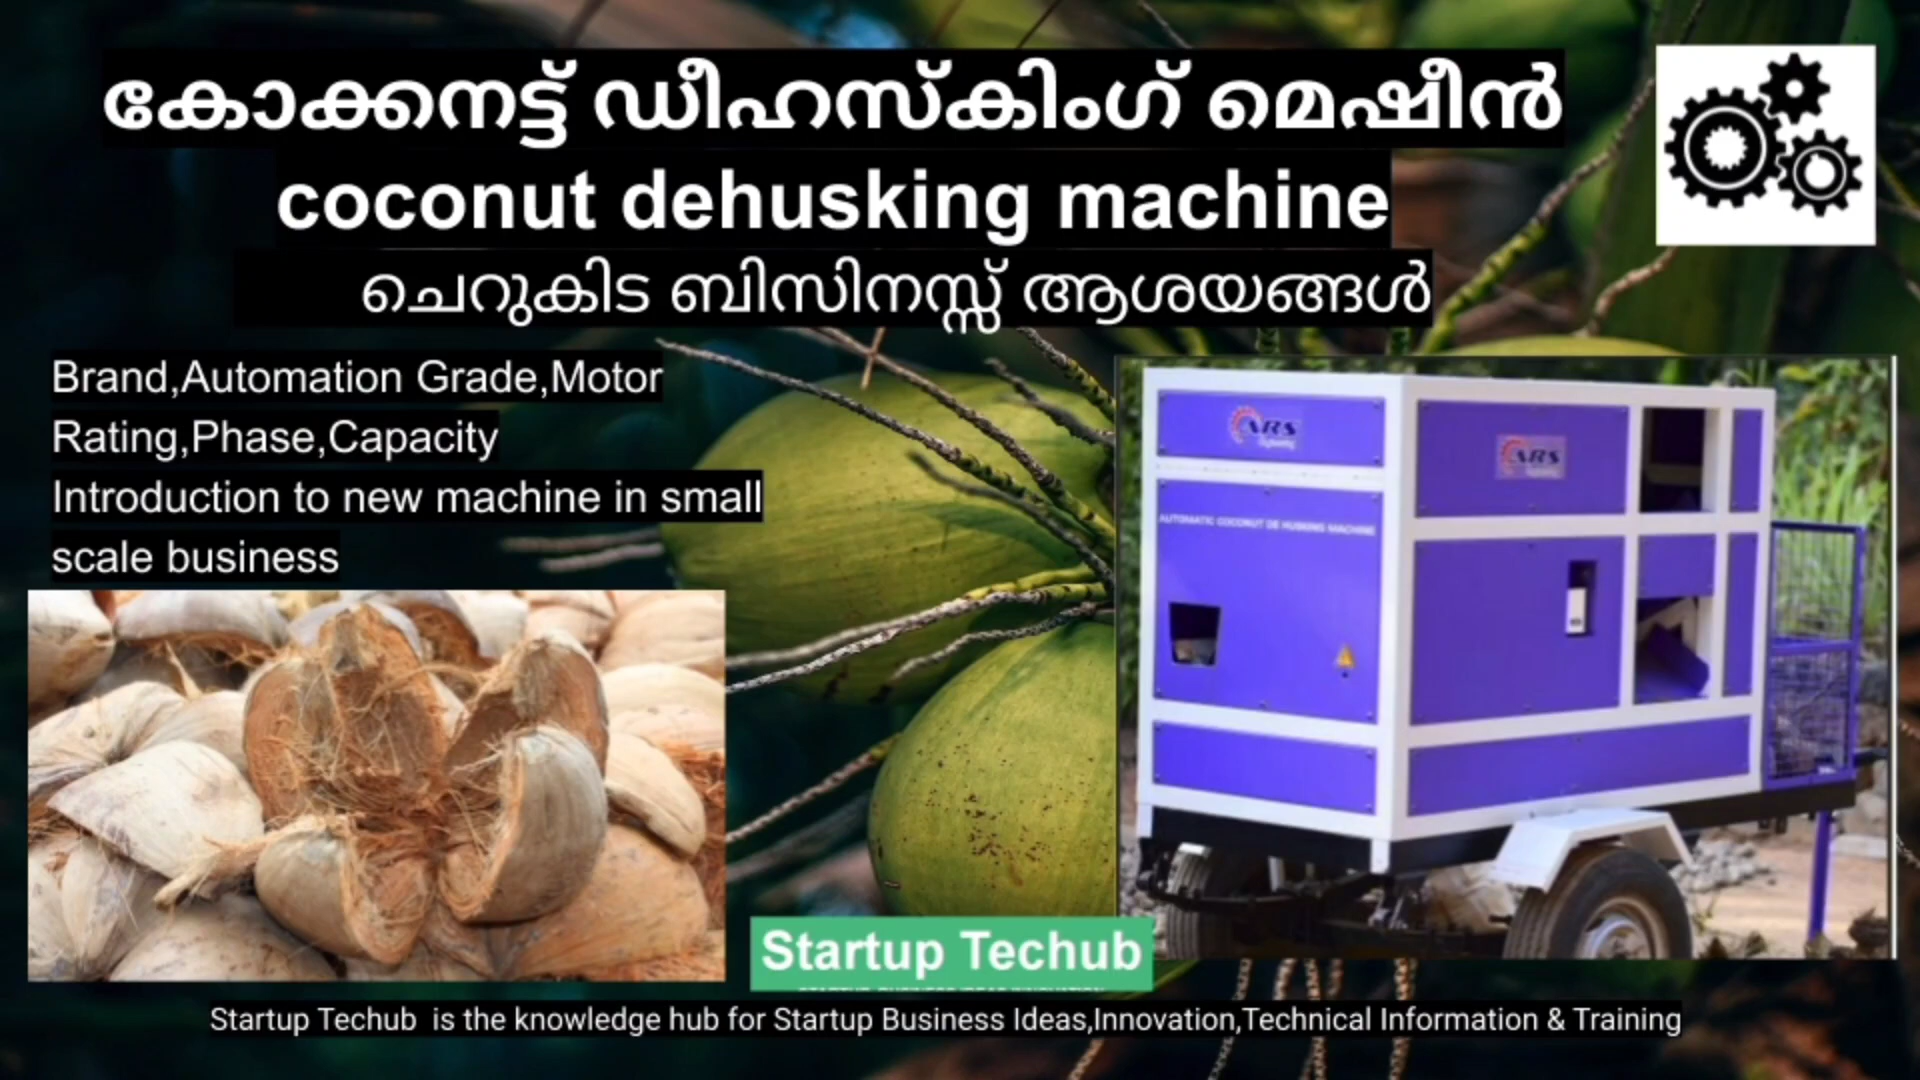 കോക്കനട്ട് ഡീഹസ്കിംഗ് മെഷീൻ
coconut dehusking machine
ചെറുകിട ബിസിനസ്സ് ആശയങ്ങൾ
Brand,Automation Grade,Motor
Rating,Phase,Capacity
Introduction to new machine in small
scale business
ARS
ARS
AUTOMATIC COCONUT DE HUSKING MACHINE
Startup Techub
Startup Techub is the knowledge hub for Startup Business Ideas,Innovation,Technical Information & Training